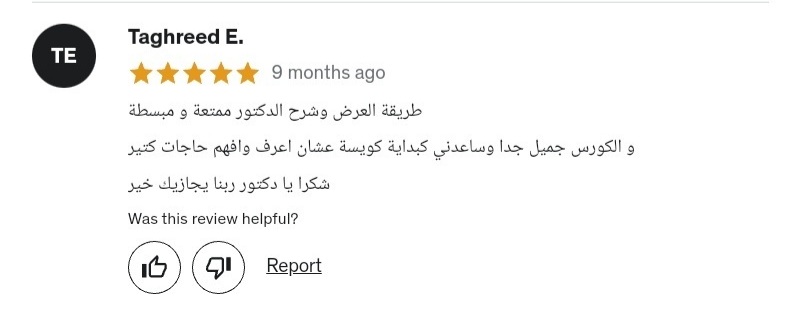 TE
Taghreed E.
9 months ago
طريقة العرض وشرح الدكتور ممتعة و مبسطة
و الكورس جميل جدا وساعدني كبداية كويسة عشان اعرف وافهم حاجات كتير
شكرا يا دكتور ربنا يجازيك خير
Was this review helpful?
Report